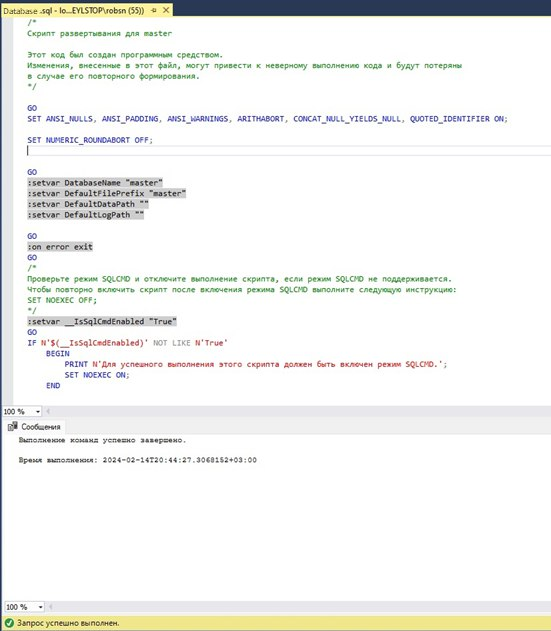 Database .sql - lo...EYLSTOP\robsn (55))
/*
Скрипт развертывания для master
Этот код был создан программным средством.
Изменения, внесенные в этот файл, могут привести к неверному выполнению кода и будут потеряны
в случае его повторного формирования.
*/
GO
SET ANSI_NULLS, ANSI_PADDING, ANSI_WARNINGS, ARITHABORT, CONCAT_NULL_YIELDS_NULL, QUOTED_IDENTIFIER ON;
SET NUMERIC_ROUNDABORT OFF;
GO
:setvar DatabaseName "master"
:setvar DefaultFilePrefix "master"
:setvar DefaultDataPath ""
:setvar DefaultLogPath ""
GO
:on error exit
GO
/*
Проверьте режим SQLCMD и отключите выполнение скрипта, если режим SQLCMD не поддерживается.
Чтобы повторно включить скрипт после включения режима SQLCMD выполните следующую инструкцию:
SET NOEXEC OFF;
*/
:setvar __IsSqlCmdEnabled "True"
GO
IF N'$(__IsSqlCmdEnabled)' NOT LIKE N'True'
BEGIN
PRINT N'Для успешного выполнения этого скрипта должен быть включен режим SQLCMD.';
SET NOEXEC ON;
END
100 %
Сообщения
Выполнение команд успешно завершено.
Время выполнения: 2024-02-14T20:44:27.3068152+03:00
100 %
Запрос успешно выполнен.